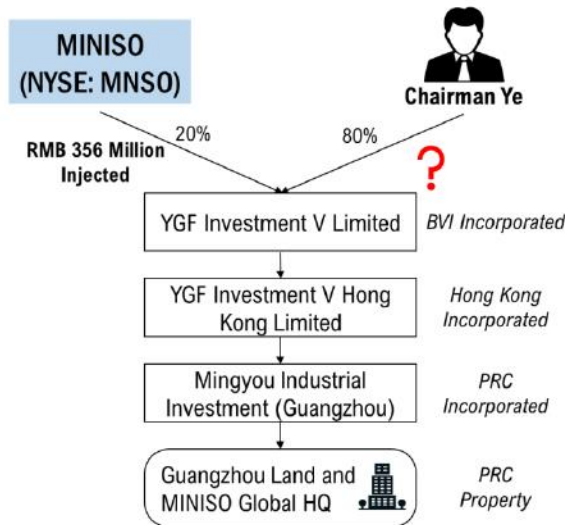 MINISO
(NYSE: MNSO)
Chairman Ye
20%
80%
RMB 356 Million
Injected
?
YGF Investment V Limited
BVI Incorporated
YGF Investment V Hong
Kong Limited
Hong Kong
Incorporated
Mingyou Industrial
Investment (Guangzhou)
PRC
Incorporated
Guangzhou Land and
MINISO Global HQ
PRC
Property